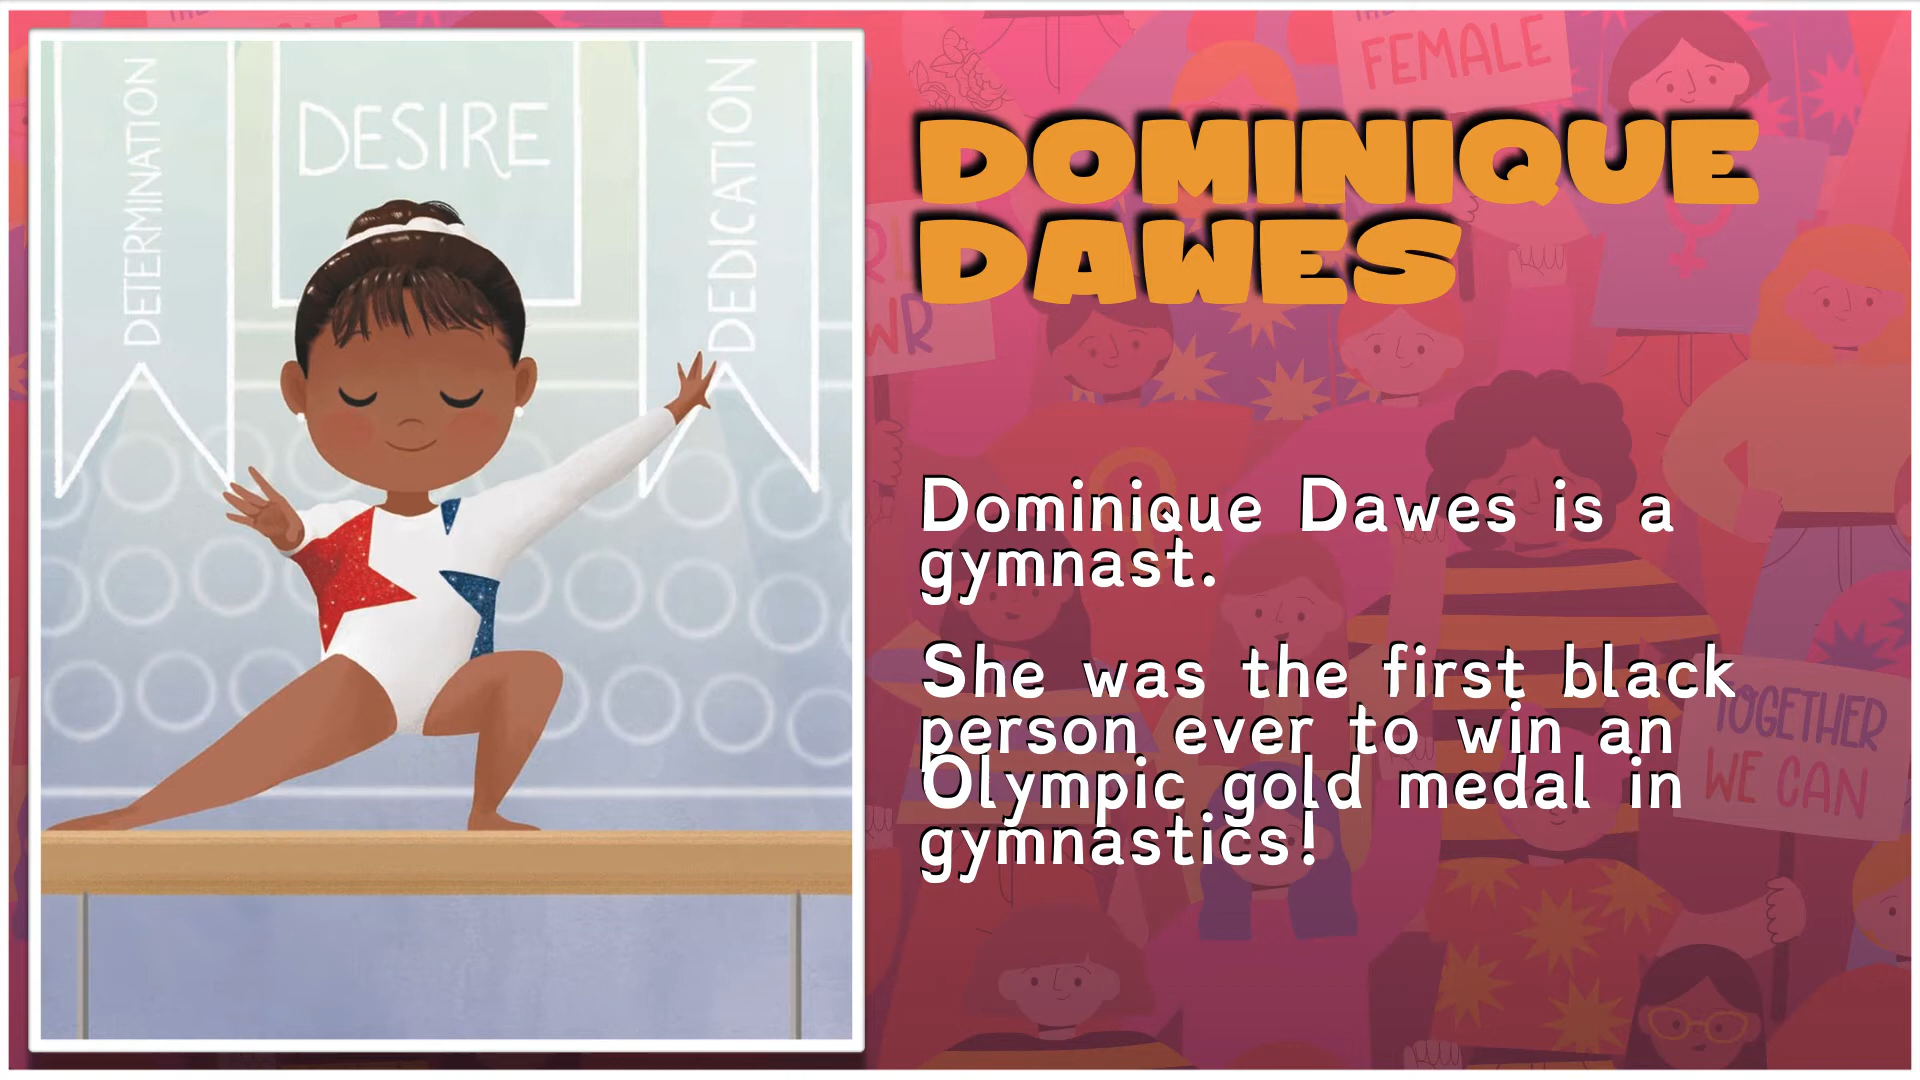 DETERMINATION
DESIRE
DEDICATION
FEMALE
DOMINIQUE
DAWES
Dominique Dawes is a
gymnast.
She was the first black
person ever to win an
Olympic gold medal in
gymnastics!
TOGETHER
WE CAN